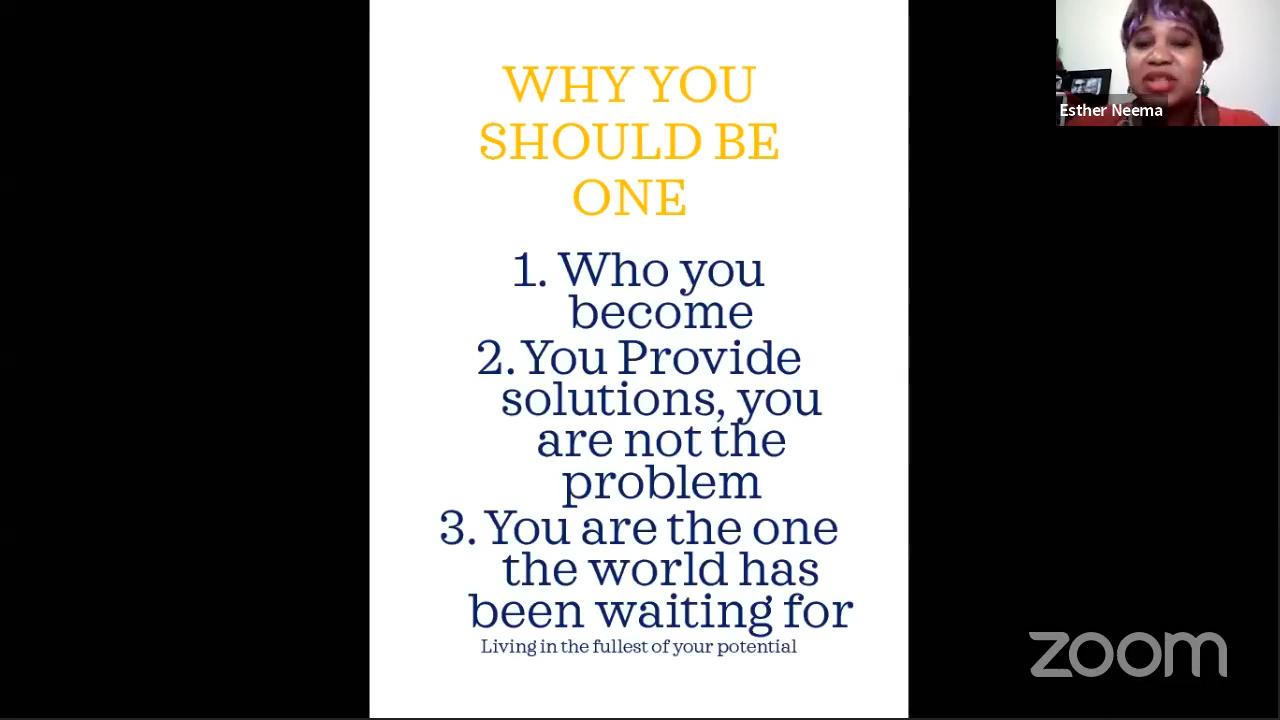 WHY YOU
SHOULD BE
ONE
1. Who you
become
2. You Provide
solutions, you
are not the
problem
3. You are the one
the world has
been waiting for
Living in the fullest of your potential
Esther Neema
zoom